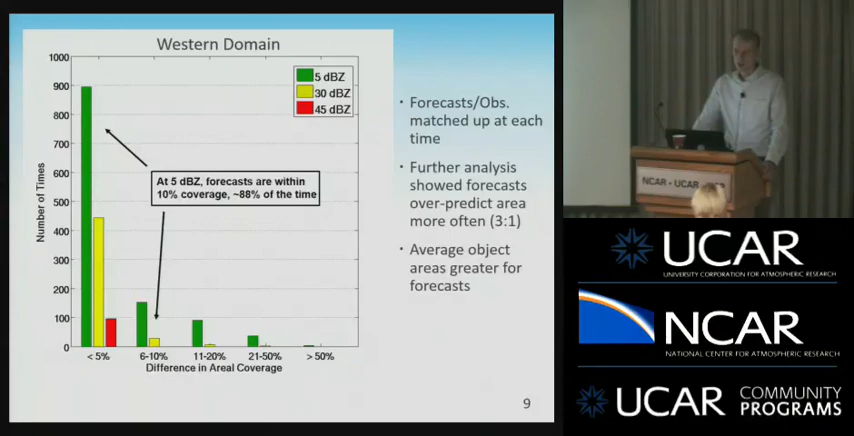 Western Domain
1000
900
800
700
600
500
400
300
200
100
0
Number of Times
5 dBZ
30 dBZ
45 dBZ
At 5 dBZ, forecasts are within
10% coverage, ~88% of the time
< 5%
6-10%
11-20%
21-50%
> 50%
Difference in Areal Coverage
· Forecasts/Obs.
matched up at each
time
· Further analysis
showed forecasts
over-predict area
more often (3:1)
· Average object
areas greater for
forecasts
9
NCAR - UCAR
UCAR
UNIVERSITY CORPORATION FOR ATMOSPHERIC RESEARCH
NCAR
NATIONAL CENTER FOR ATMOSPHERIC RESEARCH
UCAR
COMMUNITY
PROGRAMS